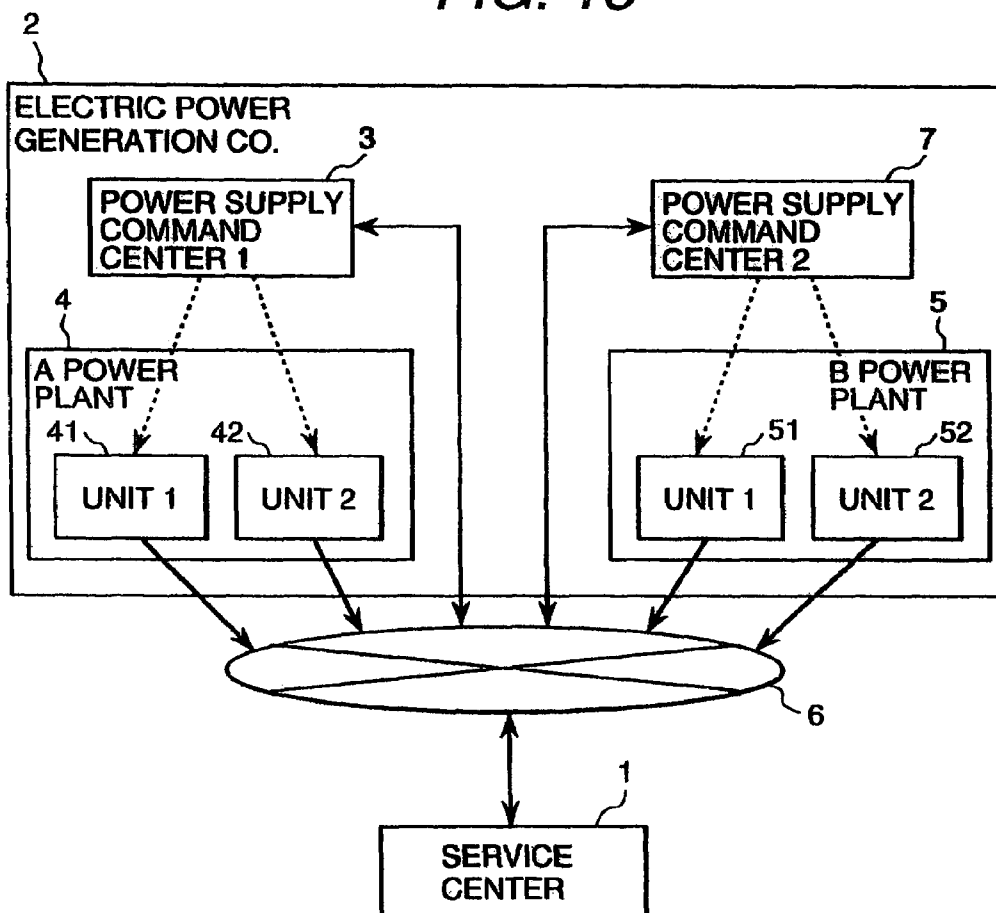 2
ELECTRIC POWER
GENERATION CO.
3
POWER SUPPLY
COMMAND
CENTER 1
7
POWER SUPPLY
COMMAND
CENTER 2
4
A POWER
PLANT
41
UNIT 1
42
UNIT 2
5
B POWER
PLANT
51
UNIT 1
52
UNIT 2
6
1
SERVICE
CENTER